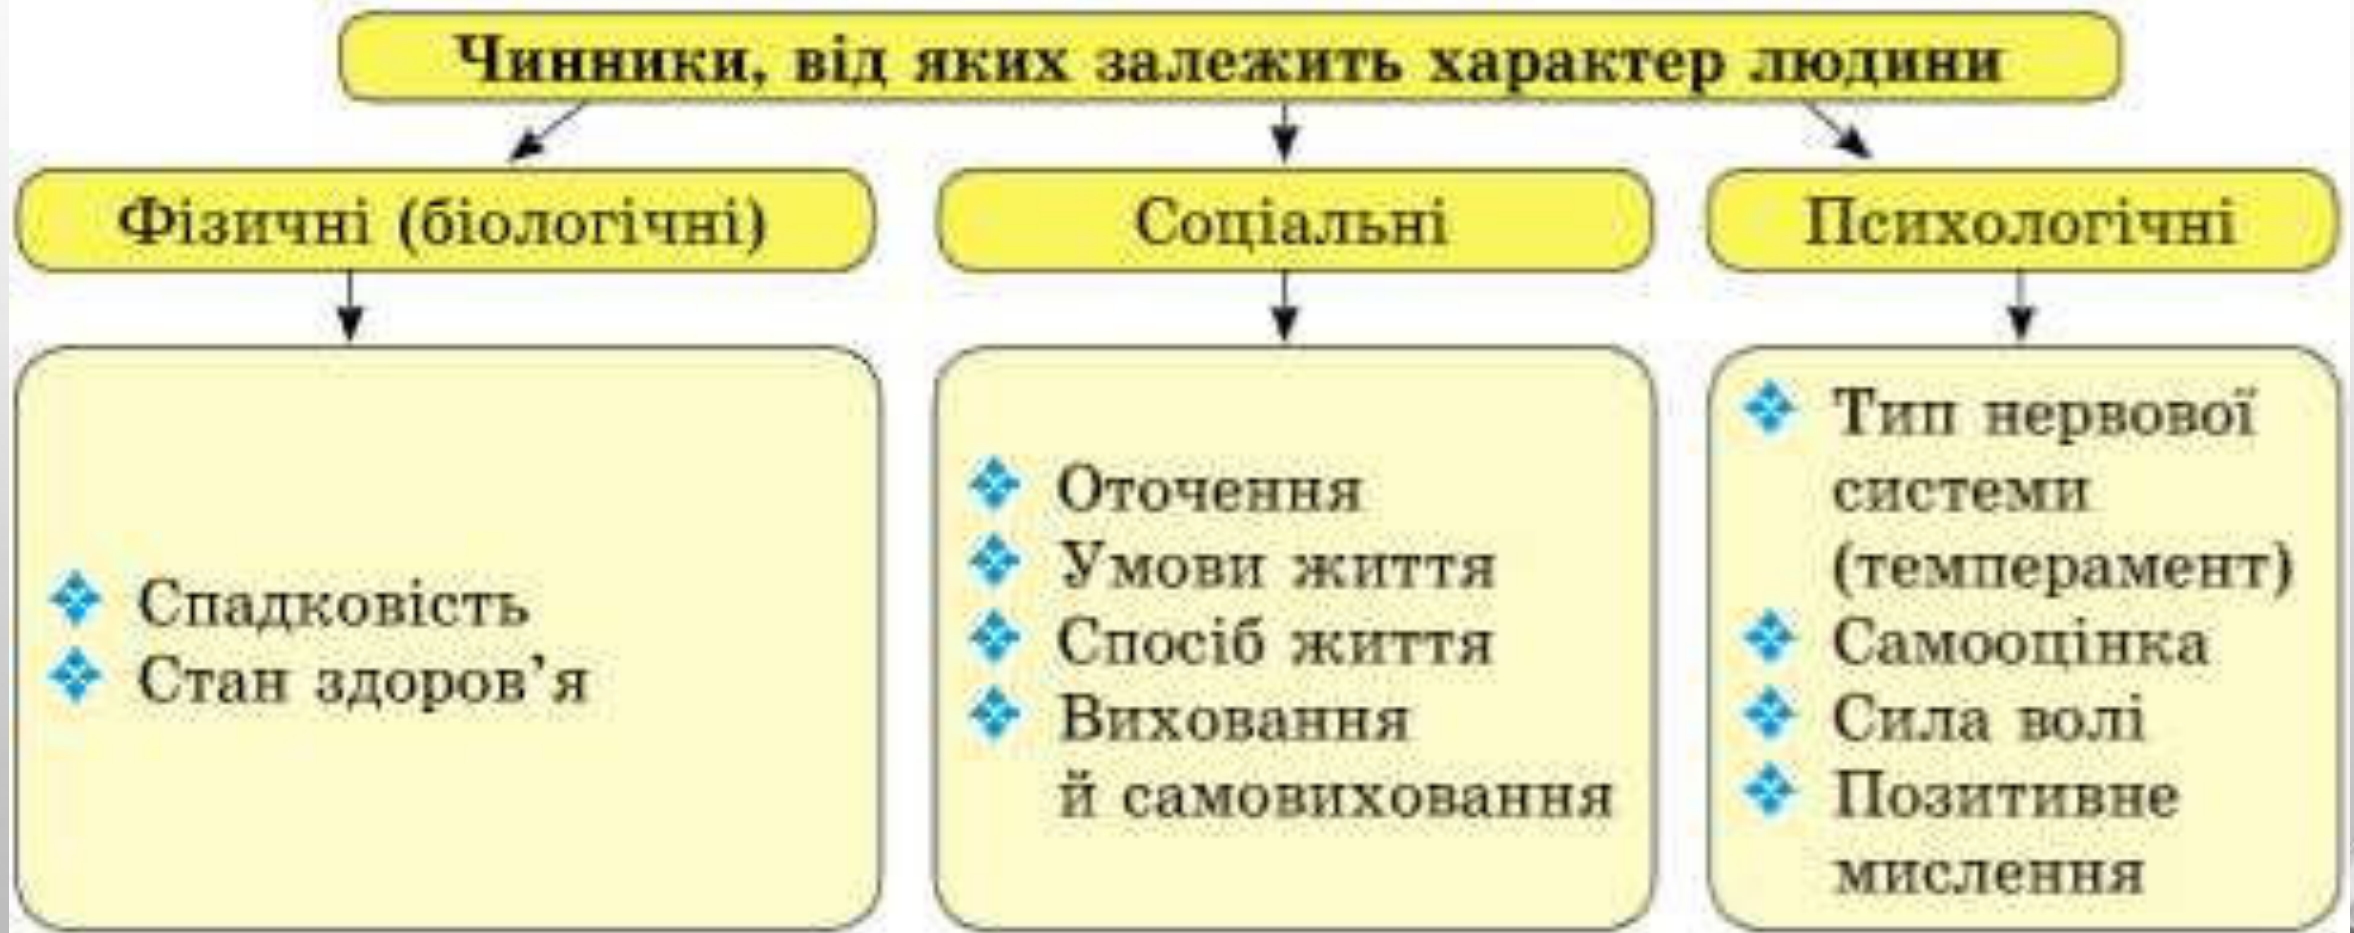 Чинники, від яких залежить характер людини
Фізичні (біологічні)
Спадковість
Стан здоров’я
Соціальні
Оточення
Умови життя
Спосіб життя
Виховання
й самовиховання
Психологічні
Тип нервової
системи
(темперамент)
Самооцінка
Сила волі
Позитивне
мислення